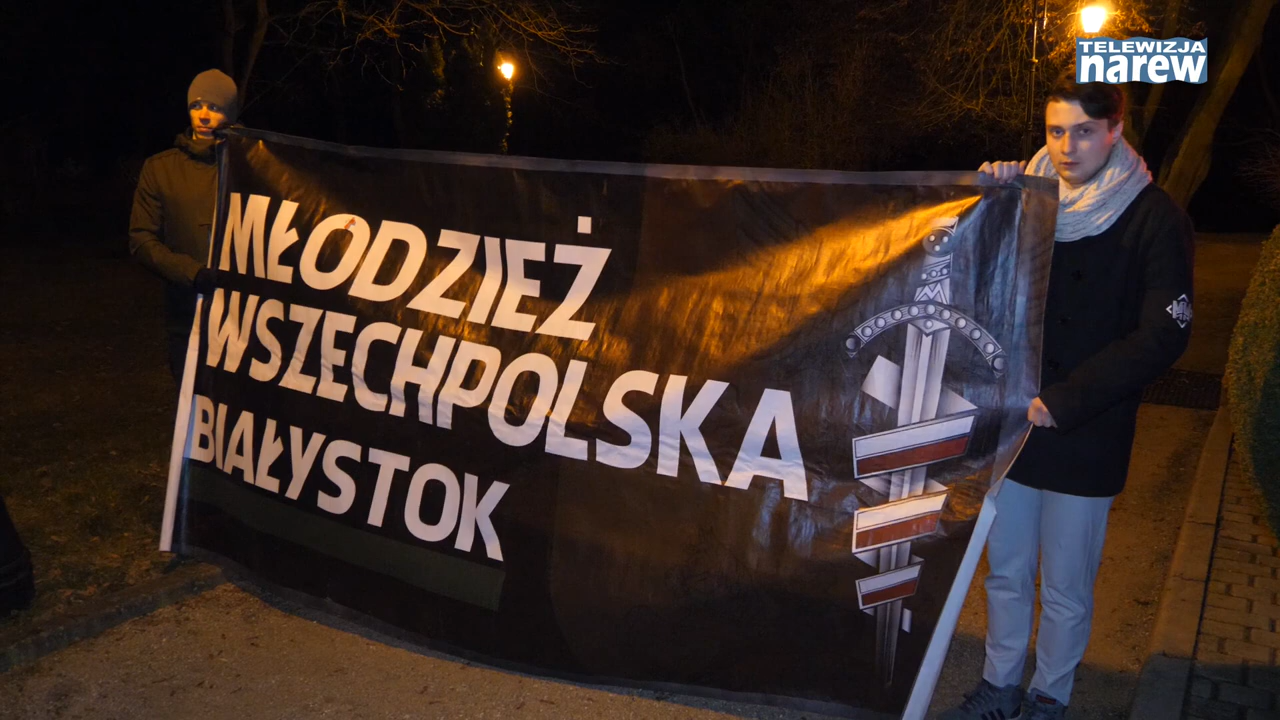 TELEWIZJA
narew
MŁODZIEŻ
WSZECHPOLSKA
BIAŁYSTOK